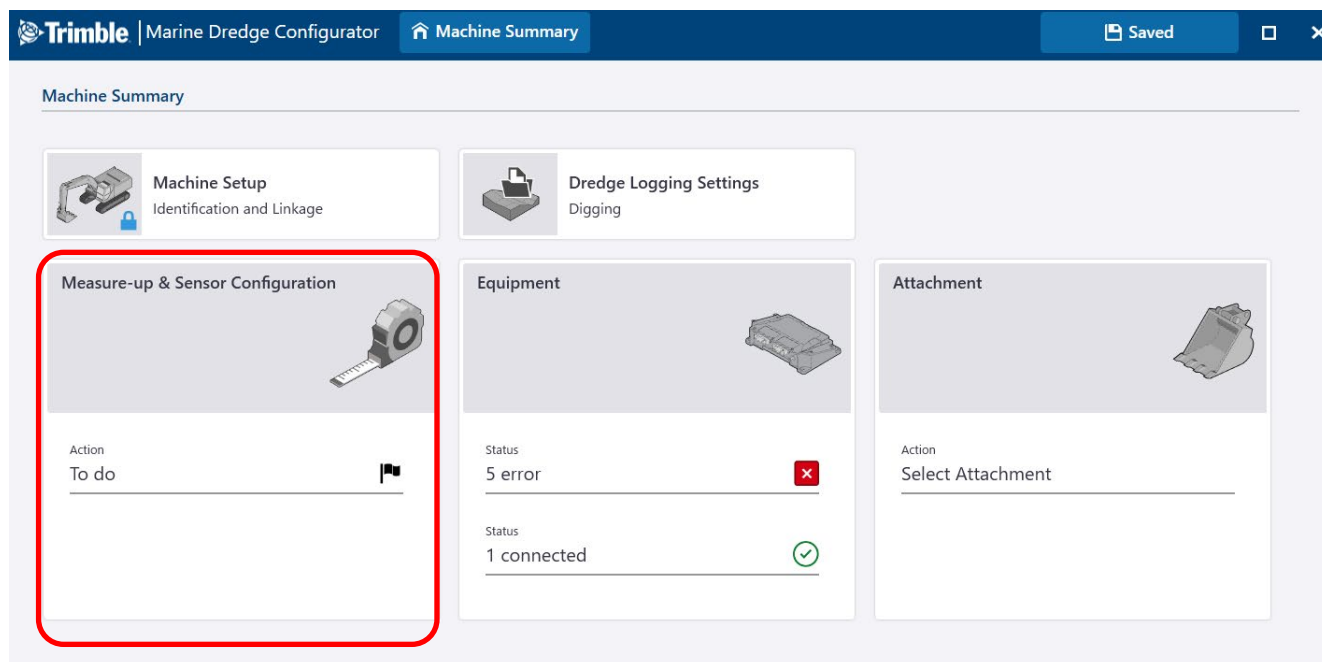 Trimble | Marine Dredge Configurator Machine Summary Saved
Machine Summary
Machine Setup
Identification and Linkage
Dredge Logging Settings
Digging
Measure-up & Sensor Configuration
Action
To do
Equipment
Status
5 error
Status
1 connected
Attachment
Action
Select Attachment